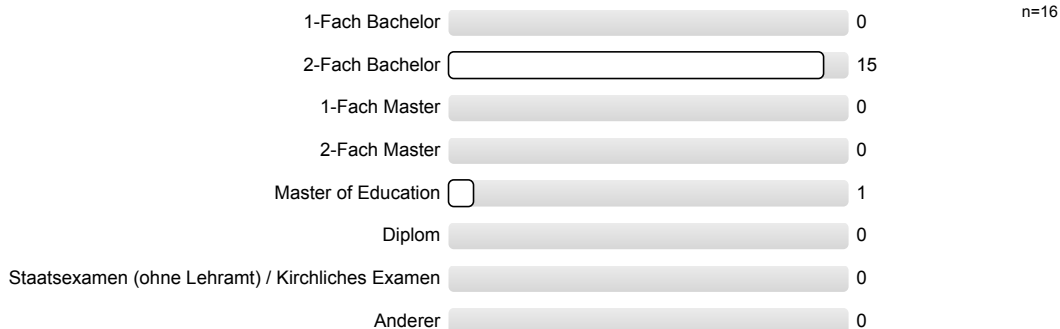 1-Fach Bachelor 0 n=16
2-Fach Bachelor 15
1-Fach Master 0
2-Fach Master 0
Master of Education 1
Diplom 0
Staatsexamen (ohne Lehramt) / Kirchliches Examen 0
Anderer 0